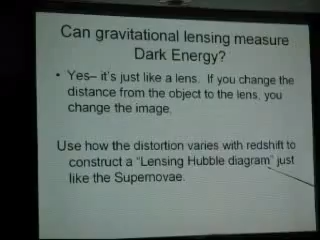 Can gravitational lensing measure
Dark Energy?
• Yes– it's just like a lens. If you change the
distance from the object to the lens, you
change the image.
Use how the distortion varies with redshift to
construct a "Lensing Hubble diagram" just
like the Supernovae.